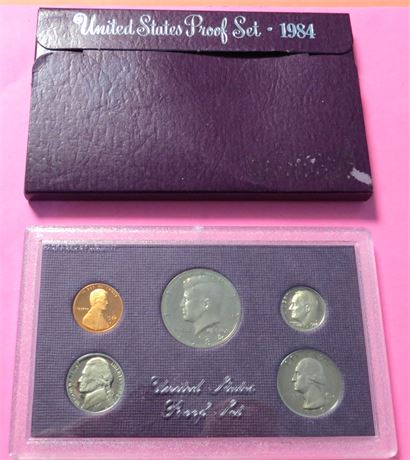 United States Proof Set · 1984
United States
Proof Set